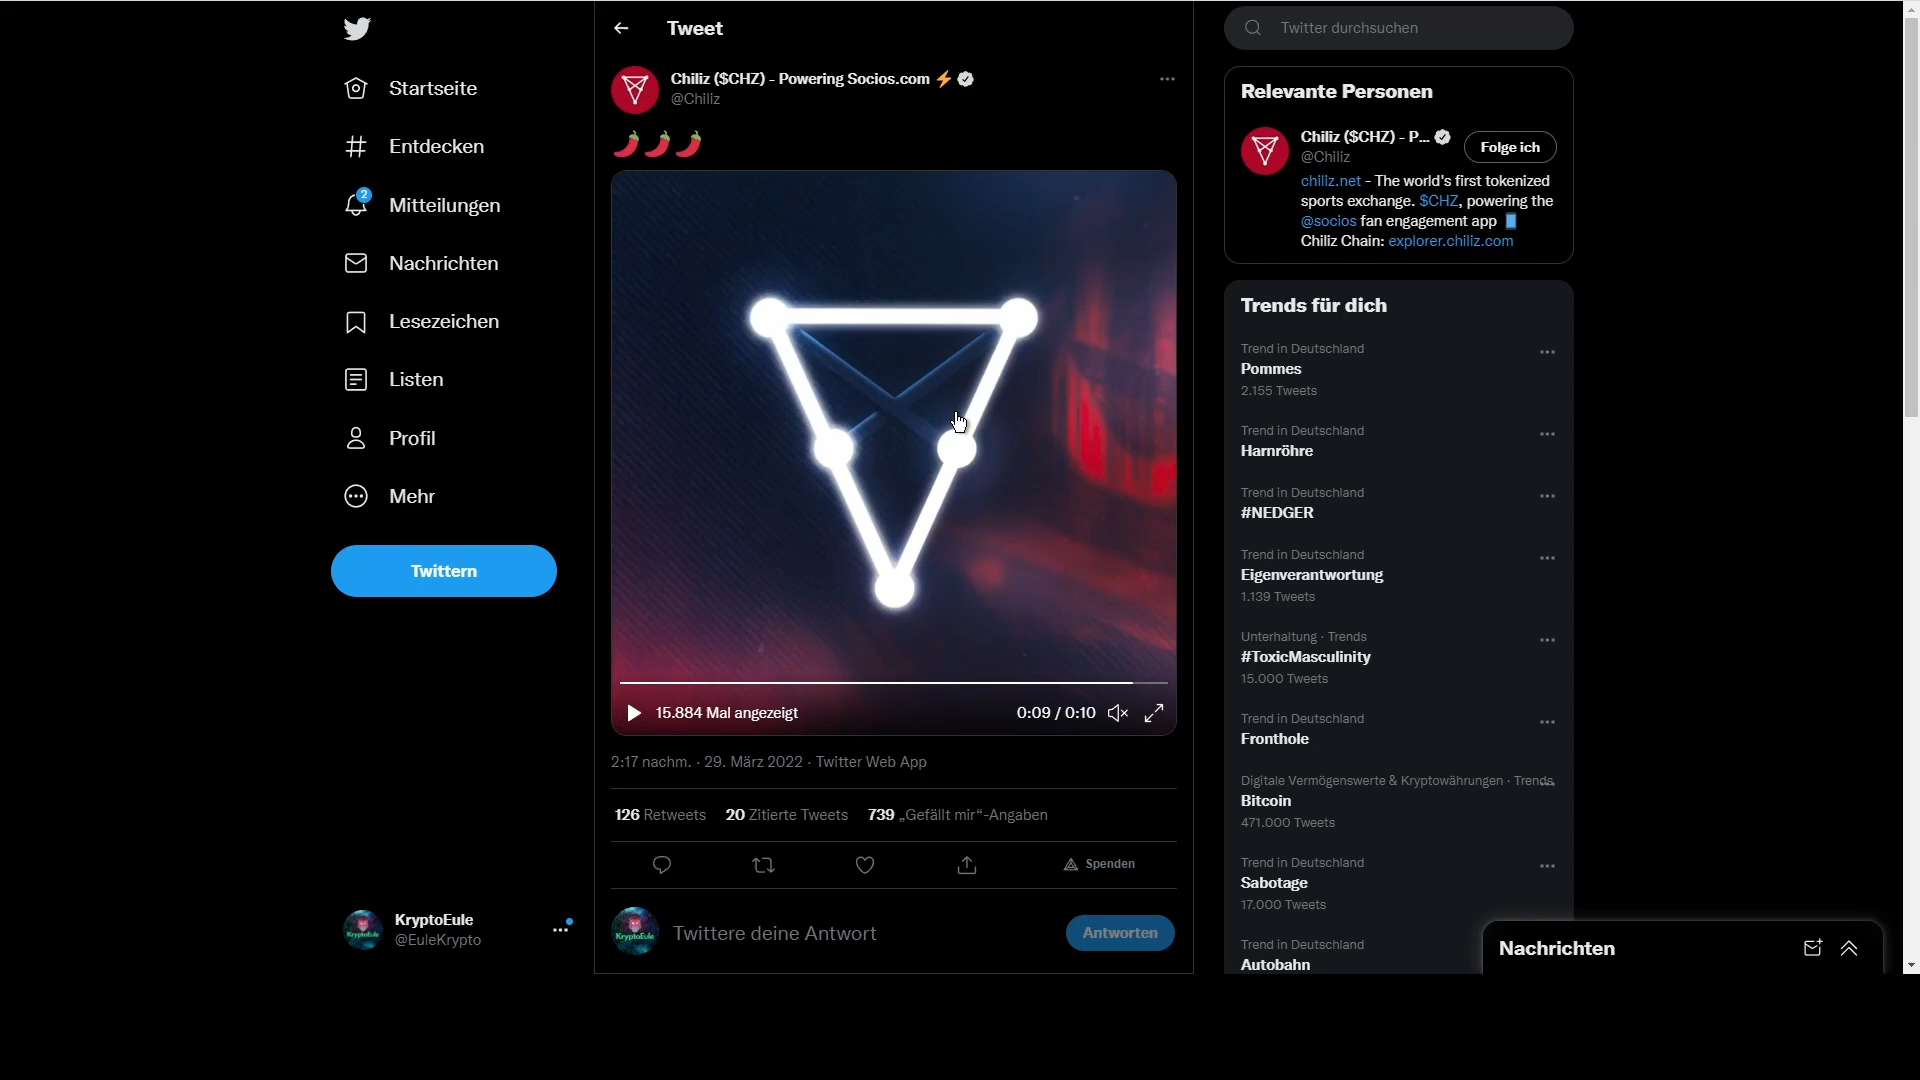 Startseite
Entdecken
2
Mitteilungen
Nachrichten
Lesezeichen
Listen
Profil
Mehr
Twittern
KryptoEule
@EuleKrypto
Tweet
Chiliz ($CHZ) - Powering Socios.com ⚡
@Chiliz
🌶️🌶️🌶️
15.884 Mal angezeigt
0:09 / 0:10
2:17 nachm. · 29. März 2022 · Twitter Web App
126 Retweets 20 Zitierte Tweets 739 „Gefällt mir“-Angaben
Spenden
KryptoEule
Twittere deine Antwort
Antworten
Twitter durchsuchen
Relevante Personen
Chiliz ($CHZ) - P...
@Chiliz
Folge ich
chiliz.net - The world's first tokenized
sports exchange. $CHZ, powering the
@socios fan engagement app
Chiliz Chain: explorer.chiliz.com
Trends für dich
Trend in Deutschland
Pommes
2.155 Tweets
Trend in Deutschland
Harnröhre
Trend in Deutschland
#NEDGER
Trend in Deutschland
Eigenverantwortung
1.139 Tweets
Unterhaltung · Trends
#ToxicMasculinity
15.000 Tweets
Trend in Deutschland
Fronthole
Digitale Vermögenswerte & Kryptowährungen · Trends
Bitcoin
471.000 Tweets
Trend in Deutschland
Sabotage
17.000 Tweets
Trend in Deutschland
Autobahn
Nachrichten